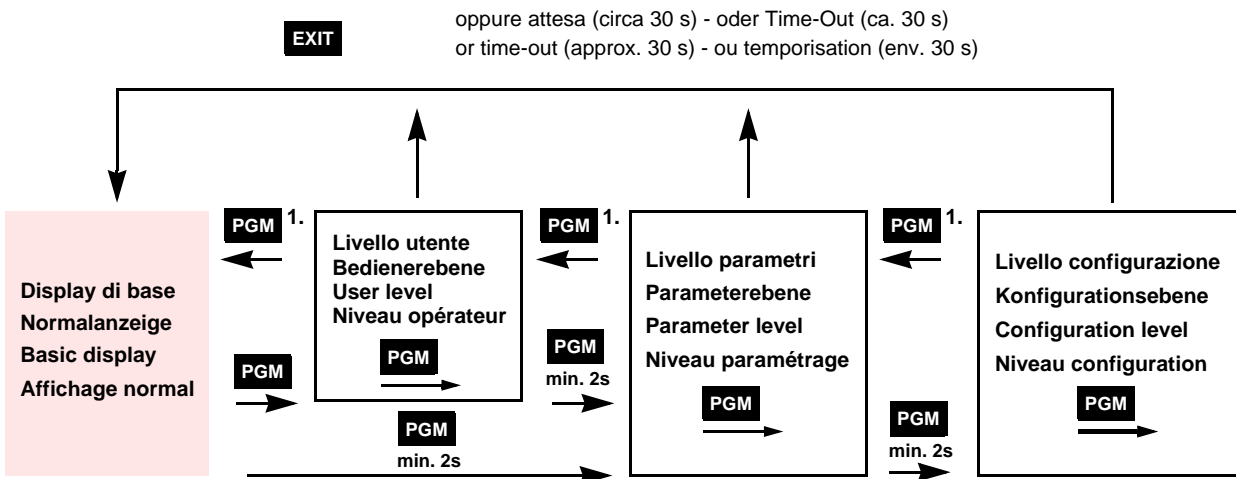 oppure attesa (circa 30 s) - oder Time-Out (ca. 30 s)
EXIT
or time-out (approx. 30 s) - ou temporisation (env. 30 s)
Display di base
Normalanzeige
Basic display
Affichage normal
PGM 1.
PGM
Livello utente
Bedienerebene
User level
Niveau opérateur
PGM
PGM
min. 2s
PGM 1.
PGM
min. 2s
Livello parametri
Parameterebene
Parameter level
Niveau paramétrage
PGM
PGM 1.
PGM
min. 2s
Livello configurazione
Konfigurationsebene
Configuration level
Niveau configuration
PGM